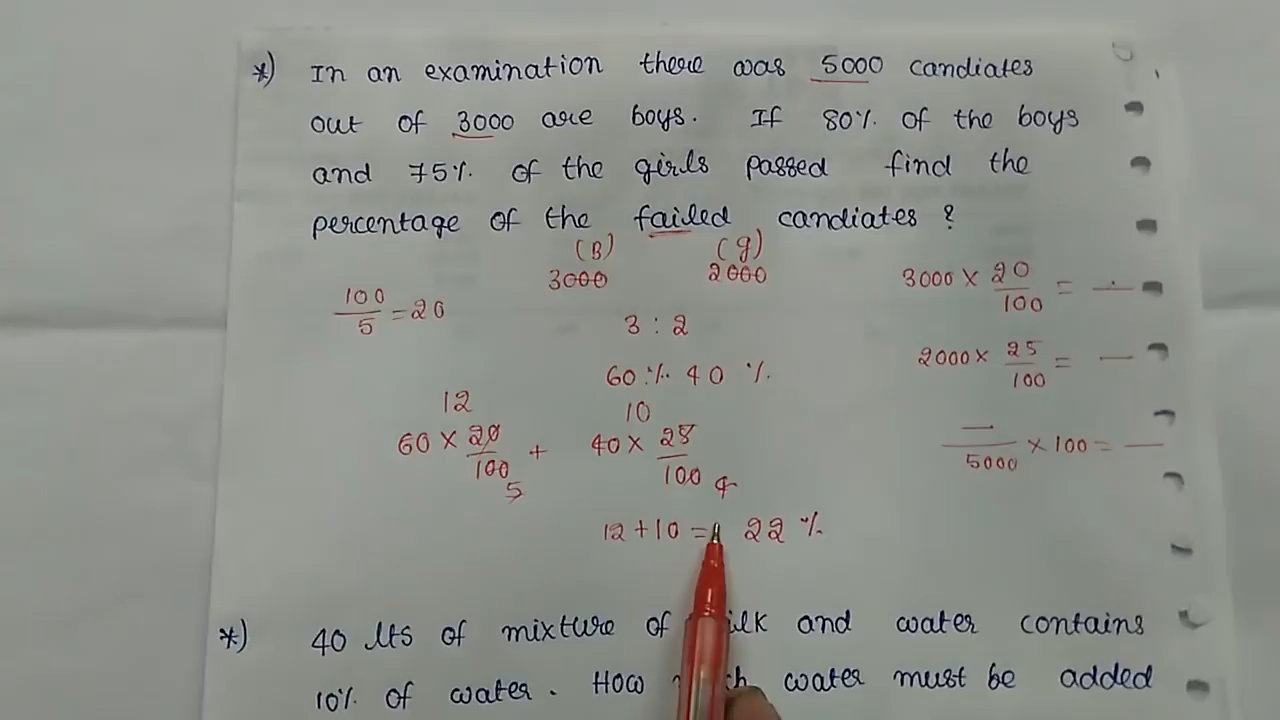 *) In an examination there was 5000 candiates
out of 3000 are boys. If 80% of the boys
and 75% of the girls passed find the
percentage of the failed candiates ?
(B) (g)
3000 2000
100/5 = 20
3 : 2
60% 40 %
12 10
60 × 20/100 + 40 × 25/100
5 4
12 + 10 = 22 %
3000 × 20/100 = —
2000 × 25/100 = —
—/5000 × 100 = —
*) 40 lts of mixture of and water contains
10% of water. How water must be added